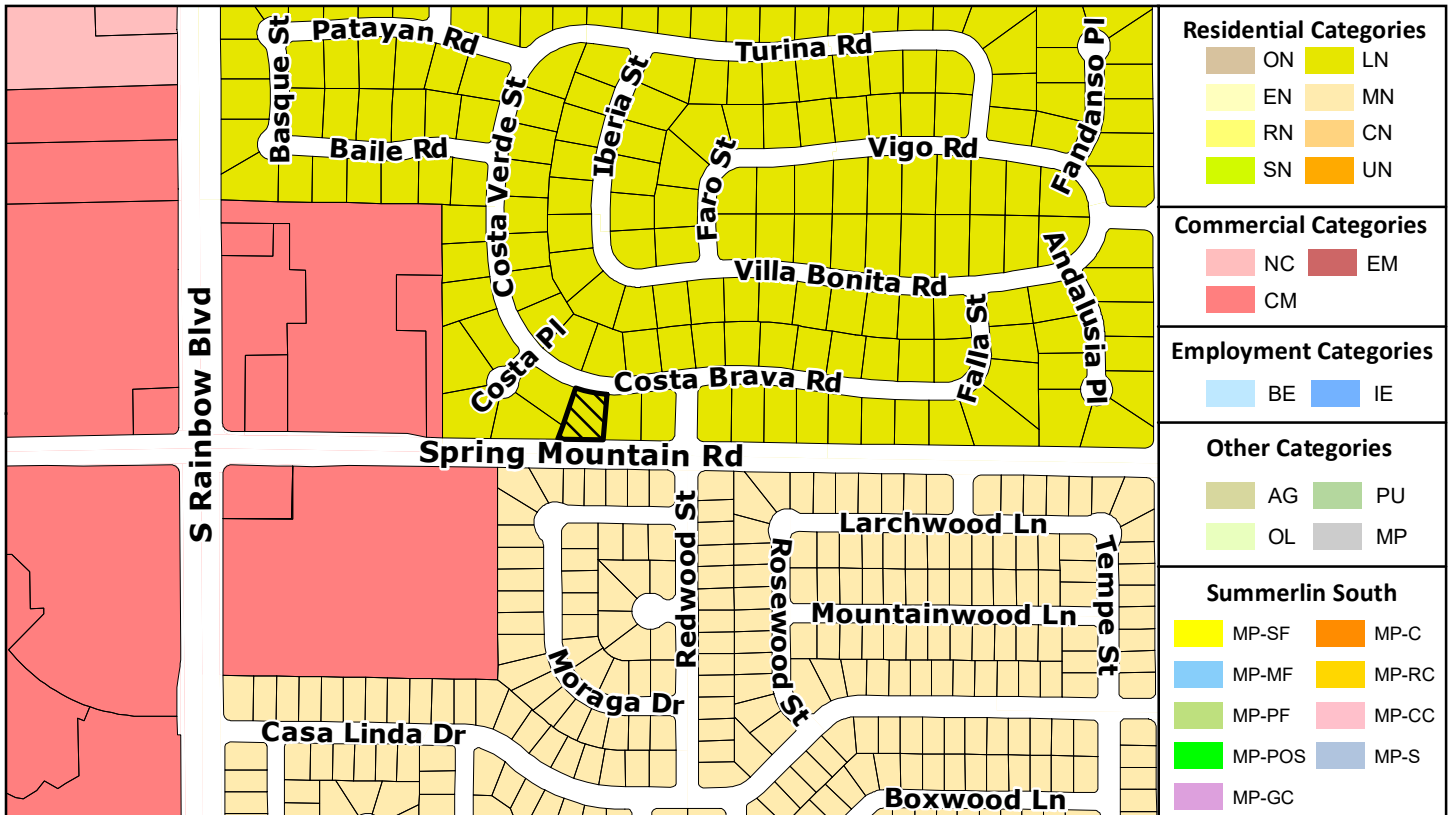 Basque St
Patayan Rd
Turina Rd
Fandanso Pl
Iberia St
Costa Verde St
Baile Rd
Vigo Rd
Faro St
Villa Bonita Rd
Andalusia Pl
Falla St
Costa Pl
Costa Brava Rd
S Rainbow Blvd
Spring Mountain Rd
Redwood St
Larchwood Ln
Rosewood St
Tempe St
Mountainwood Ln
Moraga Dr
Casa Linda Dr
Boxwood Ln
Residential Categories
ON LN
EN MN
RN CN
SN UN
Commercial Categories
NC EM
CM
Employment Categories
BE IE
Other Categories
AG PU
OL MP
Summerlin South
MP-SF MP-C
MP-MF MP-RC
MP-PF MP-CC
MP-POS MP-S
MP-GC